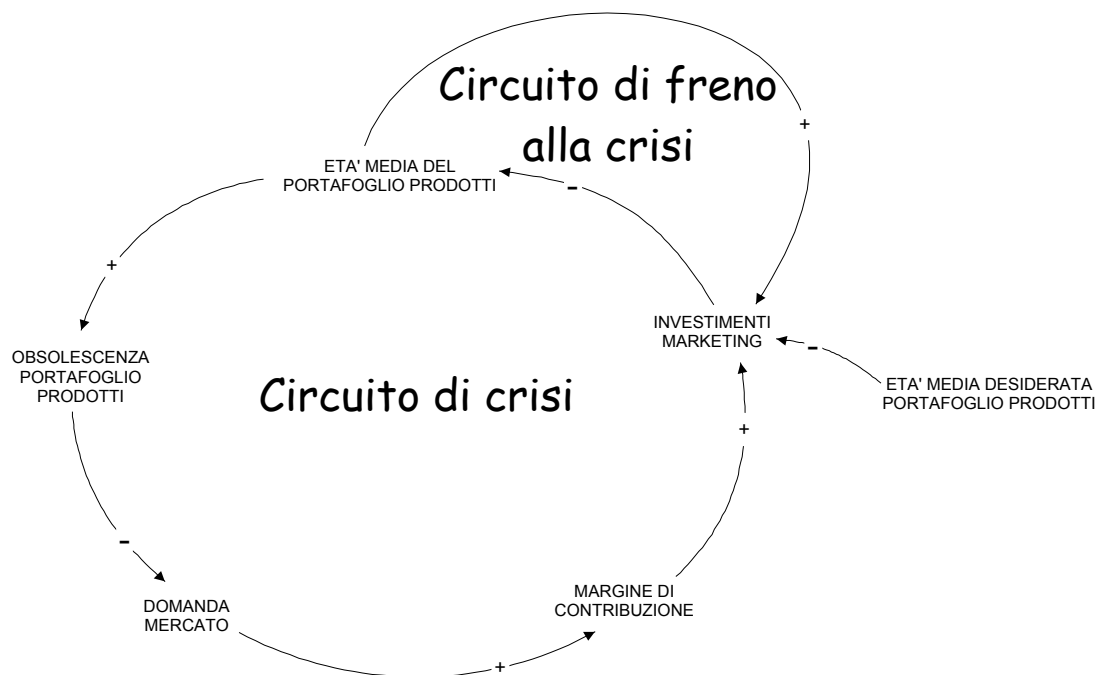 Circuito di freno
alla crisi
+
ETA' MEDIA DEL
PORTAFOGLIO PRODOTTI
-
+
INVESTIMENTI
MARKETING
-
OBSOLESCENZA
PORTAFOGLIO
PRODOTTI
Circuito di crisi
ETA' MEDIA DESIDERATA
PORTAFOGLIO PRODOTTI
+
-
MARGINE DI
CONTRIBUZIONE
DOMANDA
MERCATO
+